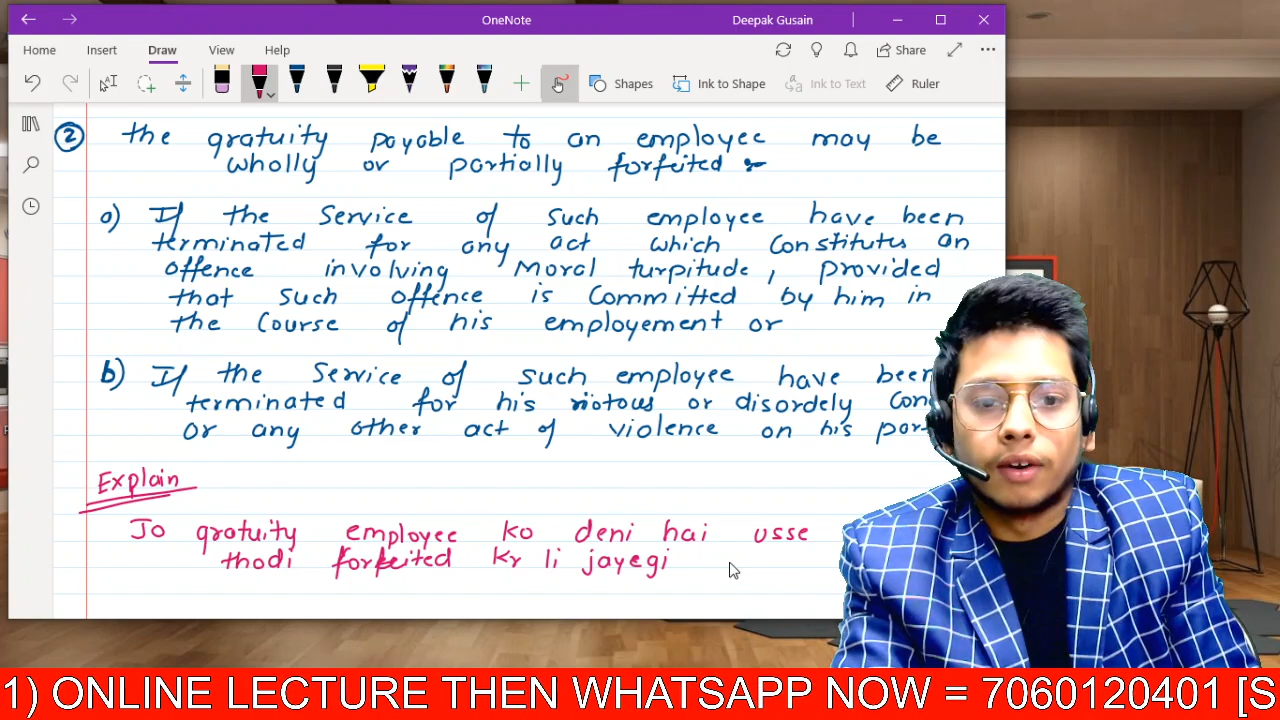 OneNote
Deepak Gusain
Home Insert Draw View Help
Share
Shapes Ink to Shape Ink to Text Ruler
2 the gratuity payable to an employee may be
wholly or partially forfeited
a) If the Service of such employee have been
terminated for any act which constitutes an
offence involving Moral turpitude, provided
that such offence is committed by him in
the course of his employement or
b) If the Service of such employee have been
terminated for his riotous or disordely con
or any other act of violence on his par
Explain
Jo gratuity employee ko deni hai usse
thodi forfeited kr li jayegi
1) ONLINE LECTURE THEN WHATSAPP NOW = 7060120401 [S